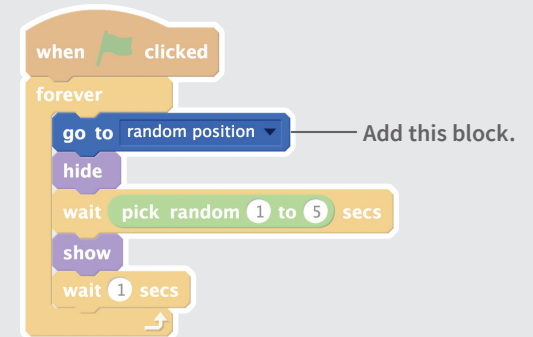 when clicked
forever
go to random position Add this block.
hide
wait pick random 1 to 5 secs
show
wait 1 secs